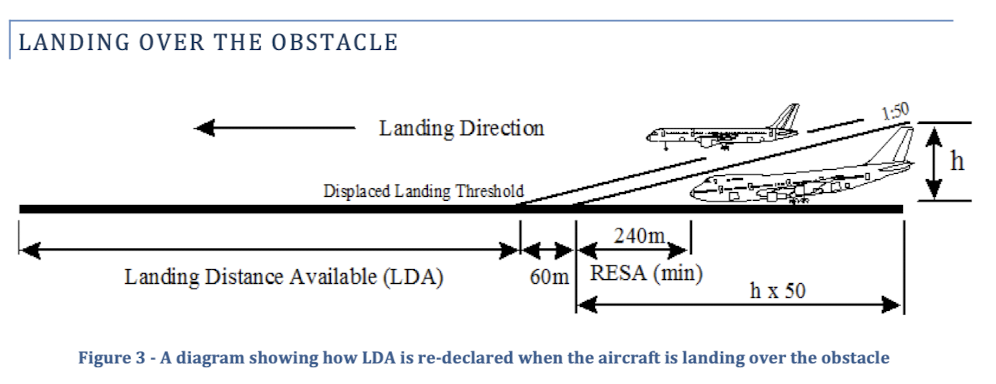 LANDING OVER THE OBSTACLE
1:50
Landing Direction
h
Displaced Landing Threshold
240m
Landing Distance Available (LDA)
60m
RESA (min)
h x 50
Figure 3 - A diagram showing how LDA is re-declared when the aircraft is landing over the obstacle